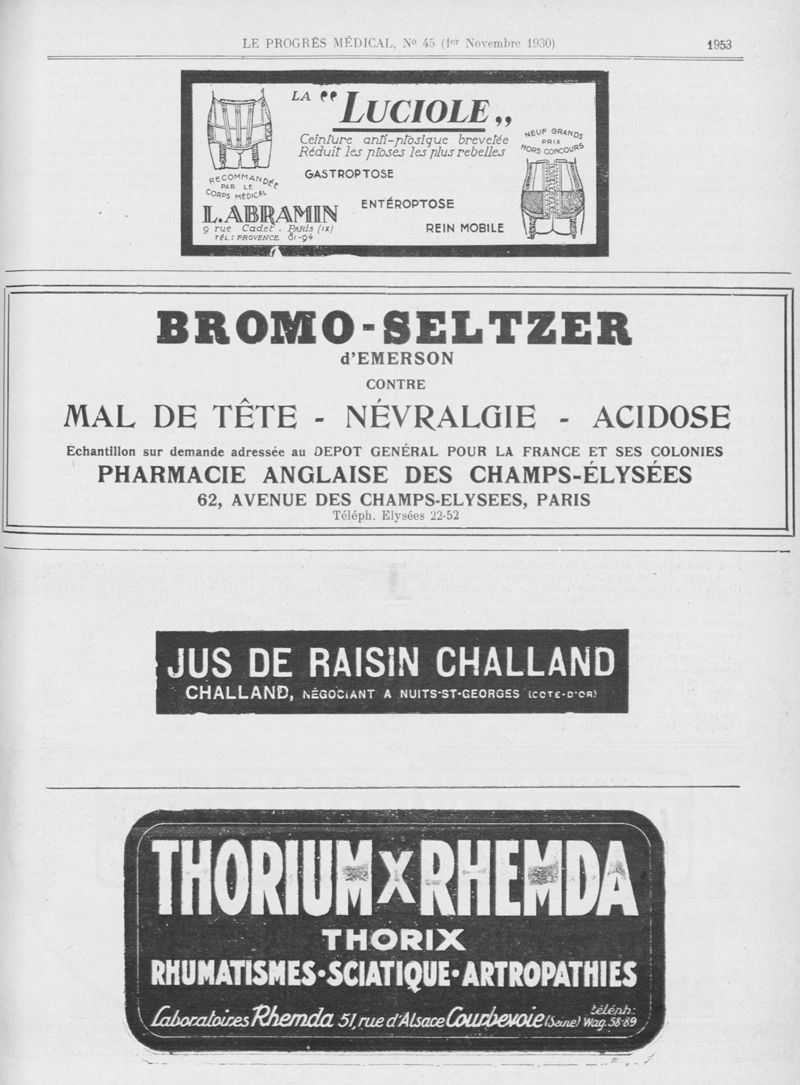 LE PROGRÈS MÉDICAL, No 45 (1er Novembre 1930)
1953
LA "LUCIOLE„
Ceinture anti-ptosique brevetée
Réduit les ptoses les plus rebelles
NEUF GRANDS
PRIX
HORS CONCOURS
GASTROPTOSE
RECOMMANDÉE
PAR LE
CORPS MÉDICAL
ENTÉROPTOSE
L. ABRAMIN
9 rue Cadet . PARIS (IX)
TÉL : PROVENCE 81-94
REIN MOBILE
BROMO-SELTZER
d'EMERSON
CONTRE
MAL DE TÊTE - NÉVRALGIE - ACIDOSE
Echantillon sur demande adressée au DEPOT GENÉRAL POUR LA FRANCE ET SES COLONIES
PHARMACIE ANGLAISE DES CHAMPS-ÉLYSÉES
62, AVENUE DES CHAMPS-ELYSEES, PARIS
Téléph. Elysées 22-52
JUS DE RAISIN CHALLAND
CHALLAND, NÉGOCIANT A NUITS-ST-GEORGES (COTE-D'OR)
THORIUM X RHEMDA
THORIX
RHUMATISMES·SCIATIQUE·ARTROPATHIES
Laboratoires Rhemda 51, rue d'Alsace Courbevoie (Seine) téléph: Wag. 58-89